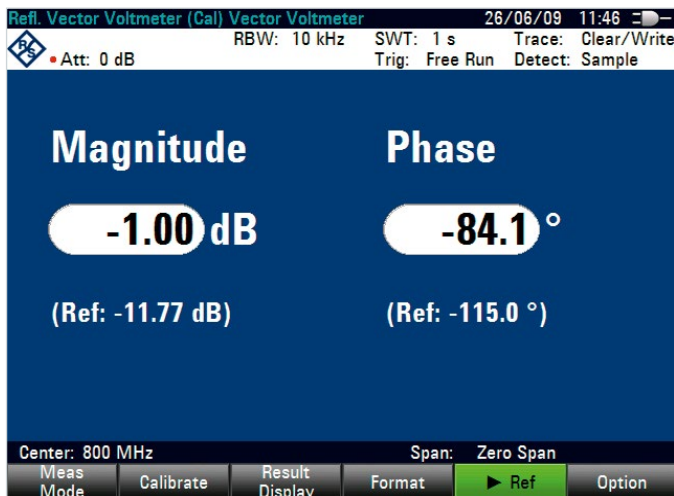 Refl. Vector Voltmeter (Cal) Vector Voltmeter 26/06/09 11:46
RBW: 10 kHz SWT: 1 s Trace: Clear/Write
R&S
• Att: 0 dB Trig: Free Run Detect: Sample
Magnitude Phase
-1.00 dB -84.1 °
(Ref: -11.77 dB) (Ref: -115.0 °)
Center: 800 MHz Span: Zero Span
Meas Mode Calibrate Result Display Format ► Ref Option